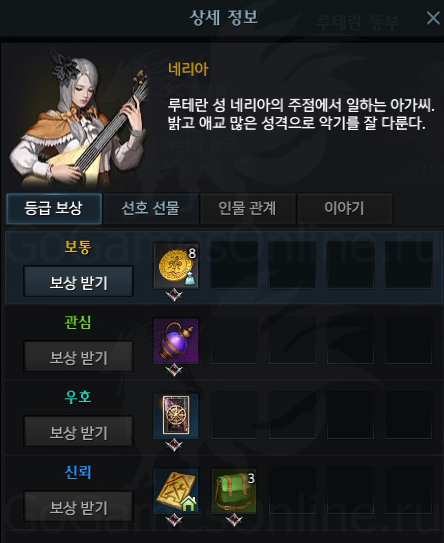 상세 정보
루테란 동부
네리아
루테란 성 네리아의 주점에서 일하는 아가씨.
밝고 애교 많은 성격으로 악기를 잘 다룬다.
등급 보상
선호 선물
인물 관계
이야기
GoGamesOnline.ru
보통
8
보상 받기
관심
보상 받기
우호
보상 받기
신뢰
3
보상 받기
GoGamesOnline.ru